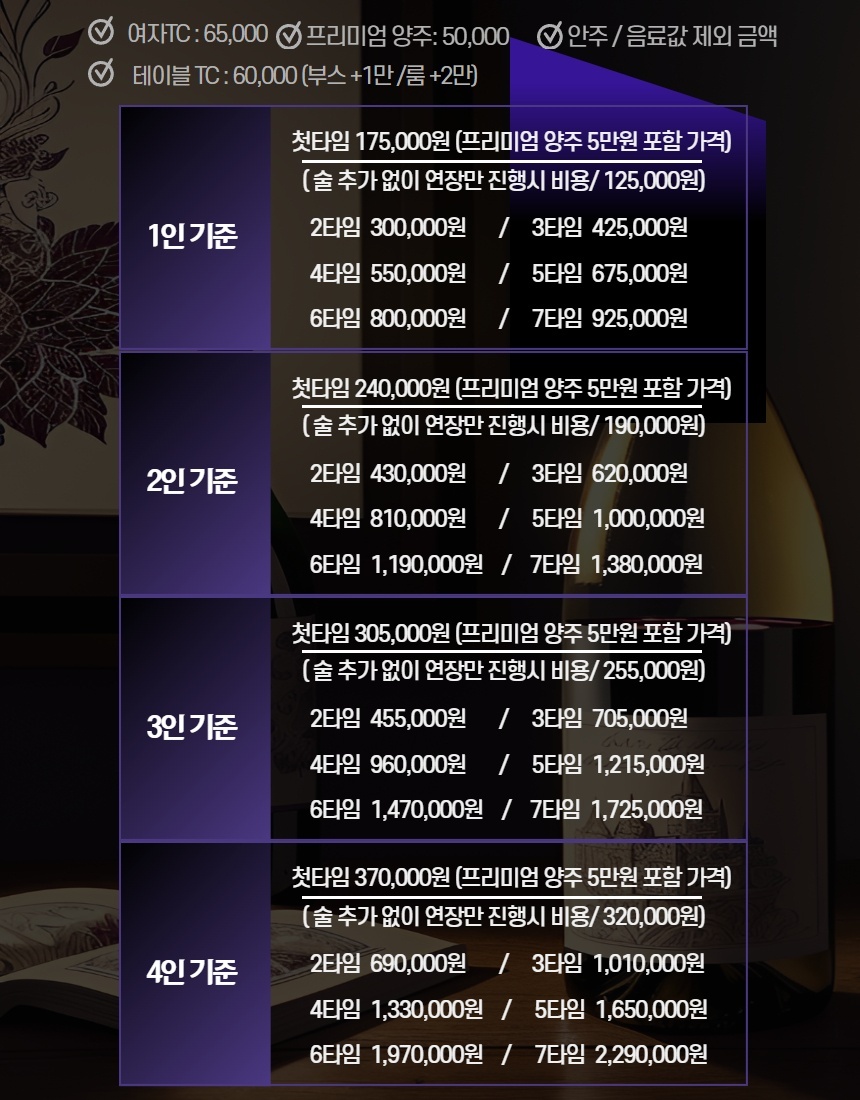 여자TC : 65,000 프리미엄 양주: 50,000 안주 / 음료값 제외 금액
테이블 TC : 60,000 (부스 +1만 /룸 +2만)
1인 기준
첫타임 175,000원 (프리미엄 양주 5만원 포함 가격)
( 술 추가 없이 연장만 진행시 비용/ 125,000원)
2타임 300,000원 / 3타임 425,000원
4타임 550,000원 / 5타임 675,000원
6타임 800,000원 / 7타임 925,000원
2인 기준
첫타임 240,000원 (프리미엄 양주 5만원 포함 가격)
( 술 추가 없이 연장만 진행시 비용/ 190,000원)
2타임 430,000원 / 3타임 620,000원
4타임 810,000원 / 5타임 1,000,000원
6타임 1,190,000원 / 7타임 1,380,000원
3인 기준
첫타임 305,000원 (프리미엄 양주 5만원 포함 가격)
( 술 추가 없이 연장만 진행시 비용/ 255,000원)
2타임 455,000원 / 3타임 705,000원
4타임 960,000원 / 5타임 1,215,000원
6타임 1,470,000원 / 7타임 1,725,000원
4인 기준
첫타임 370,000원 (프리미엄 양주 5만원 포함 가격)
( 술 추가 없이 연장만 진행시 비용/ 320,000원)
2타임 690,000원 / 3타임 1,010,000원
4타임 1,330,000원 / 5타임 1,650,000원
6타임 1,970,000원 / 7타임 2,290,000원